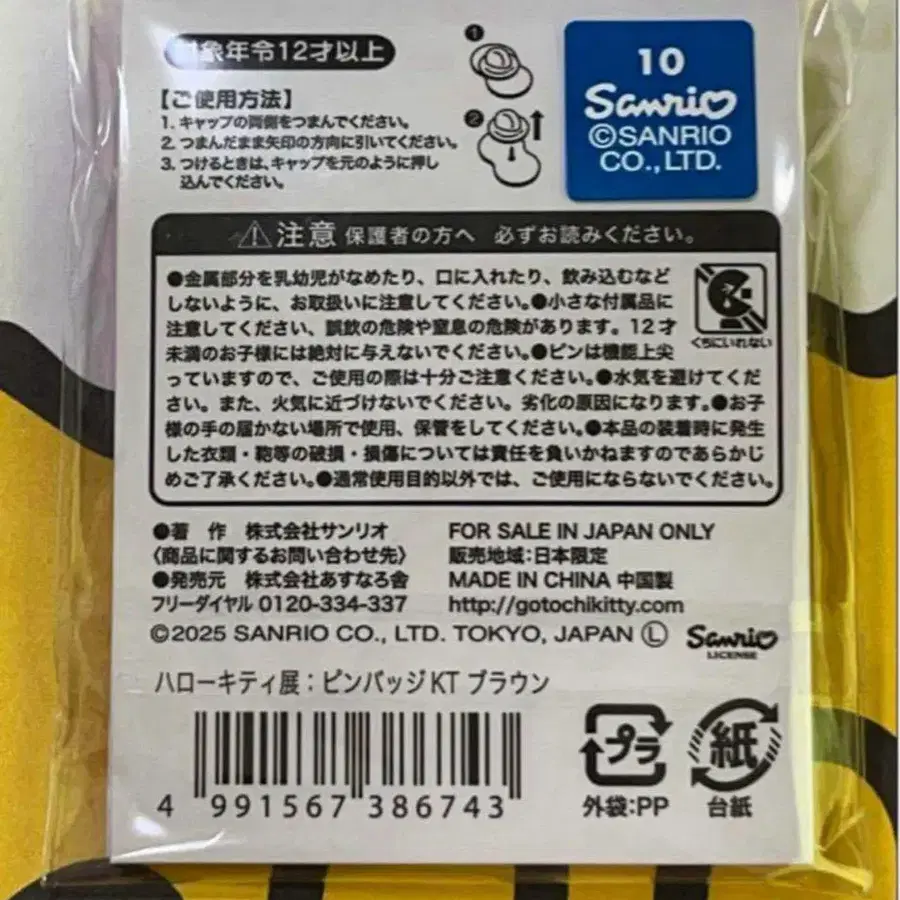 対象年令12才以上
【ご使用方法】
1. キャップの両側をつまんでください。
2. つまんだまま矢印の方向に引いてください。
3. つけるときは、キャップを元のように押し
込んでください。
1
2
10
Sanrio
©SANRIO
CO.,LTD.
⚠注意 保護者の方へ 必ずお読みください。
●金属部分を乳幼児がなめたり、口に入れたり、飲み込むなど
しないように、お取扱いに注意してください。●小さな付属品に
注意してください、誤飲の危険や窒息の危険があります。12才
未満のお子様には絶対に与えないでください。●ピンは機能上尖
っていますので、ご使用の際は十分ご注意ください。●水気を避けてくだ
さい。また、火気に近づけないでください。劣化の原因になります。●お子
様の手の届かない場所で使用、保管をしてください。●本品の装着時に発生
した衣類・鞄等の破損・損傷については責任を負いかねますのであらかじ
めご了承ください。●通常使用目的以外では、ご使用にならないでください。
くちにいれない
●著 作 株式会社サンリオ
〈商品に関するお問い合わせ先〉
●発売元 株式会社あすなろ舎
フリーダイヤル 0120-334-337
FOR SALE IN JAPAN ONLY
販売地域:日本限定
MADE IN CHINA 中国製
http://gotochikitty.com
©2025 SANRIO CO., LTD. TOKYO, JAPAN Ⓛ
Sanrio
LICENSE
ハローキティ展：ピンバッジKT ブラウン
4 991567 386743
プラ
外袋:PP
紙
台紙